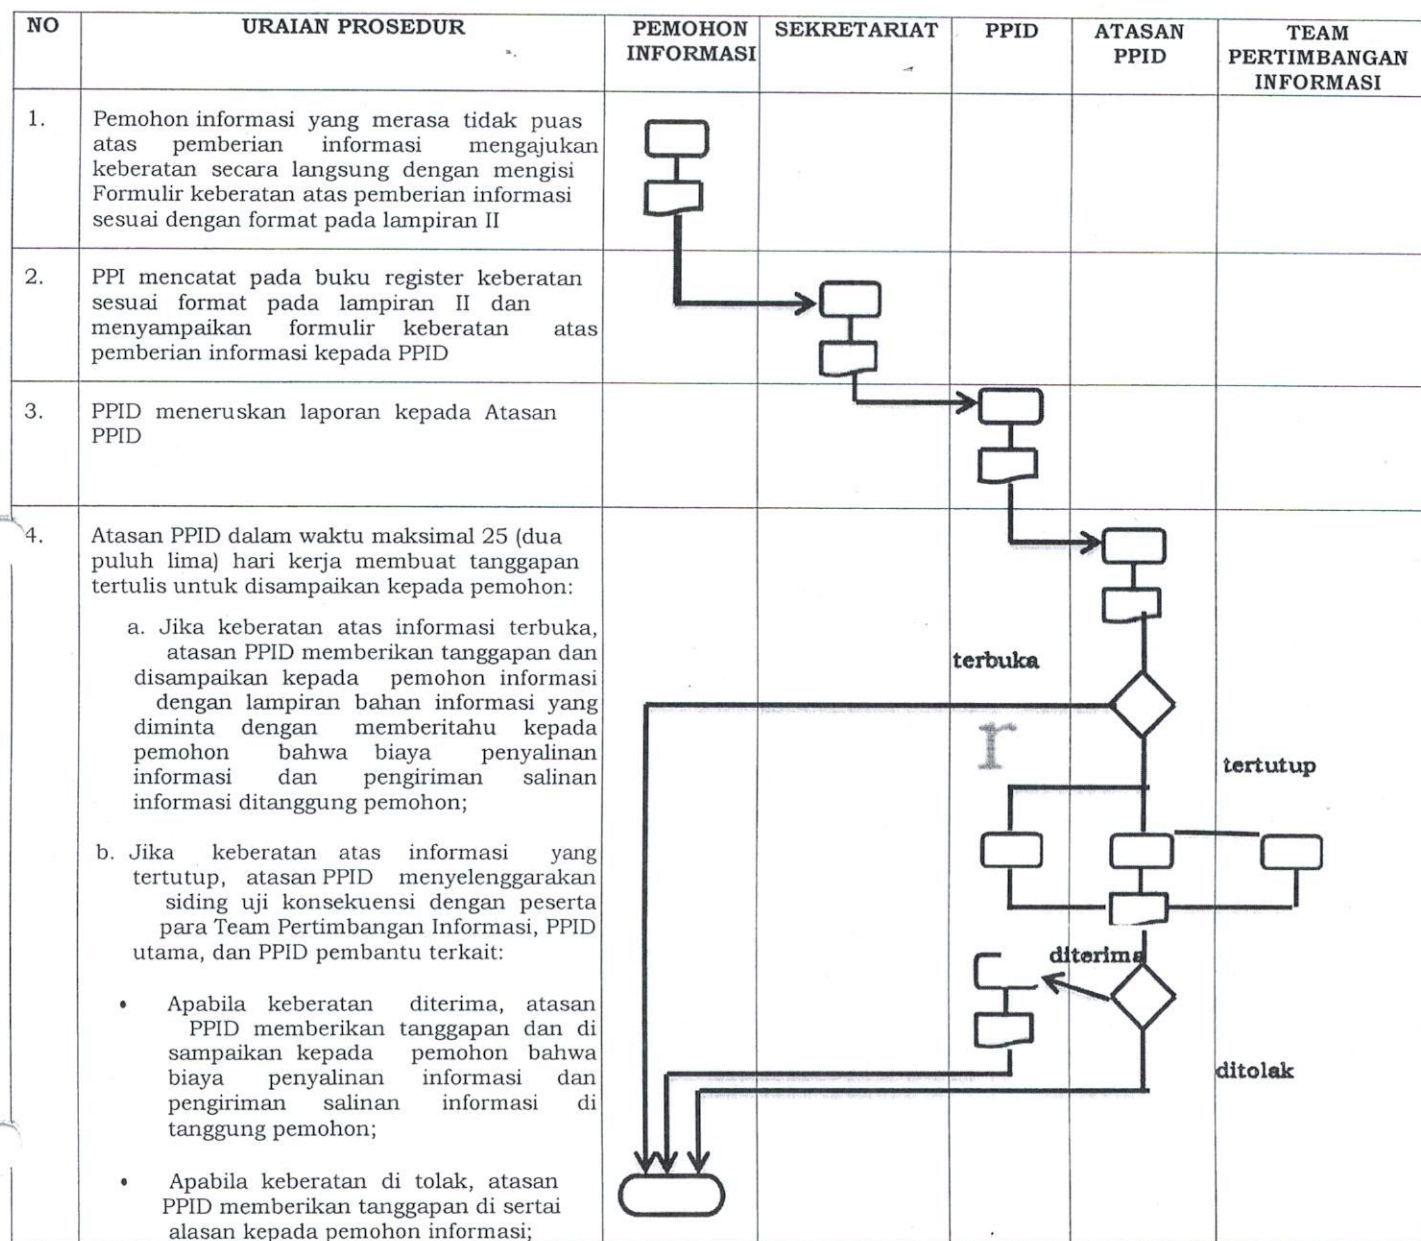 NO
URAIAN PROSEDUR
PEMOHON
INFORMASI
SEKRETARIAT
PPID
ATASAN
PPID
TEAM
PERTIMBANGAN
INFORMASI
1.
Pemohon informasi yang merasa tidak puas
atas pemberian informasi mengajukan
keberatan secara langsung dengan mengisi
Formulir keberatan atas pemberian informasi
sesuai dengan format pada lampiran II
2.
PPI mencatat pada buku register keberatan
sesuai format pada lampiran II dan
menyampaikan formulir keberatan atas
pemberian informasi kepada PPID
3.
PPID meneruskan laporan kepada Atasan
PPID
4.
Atasan PPID dalam waktu maksimal 25 (dua
puluh lima) hari kerja membuat tanggapan
tertulis untuk disampaikan kepada pemohon:
a. Jika keberatan atas informasi terbuka,
atasan PPID memberikan tanggapan dan
disampaikan kepada pemohon informasi
dengan lampiran bahan informasi yang
diminta dengan memberitahu kepada
pemohon bahwa biaya penyalinan
informasi dan pengiriman salinan
informasi ditanggung pemohon;
b. Jika keberatan atas informasi yang
tertutup, atasan PPID menyelenggarakan
siding uji konsekuensi dengan peserta
para Team Pertimbangan Informasi, PPID
utama, dan PPID pembantu terkait:
• Apabila keberatan diterima, atasan
PPID memberikan tanggapan dan di
sampaikan kepada pemohon bahwa
biaya penyalinan informasi dan
pengiriman salinan informasi di
tanggung pemohon;
• Apabila keberatan di tolak, atasan
PPID memberikan tanggapan di sertai
alasan kepada pemohon informasi;
terbuka
r
tertutup
diterima
ditolak